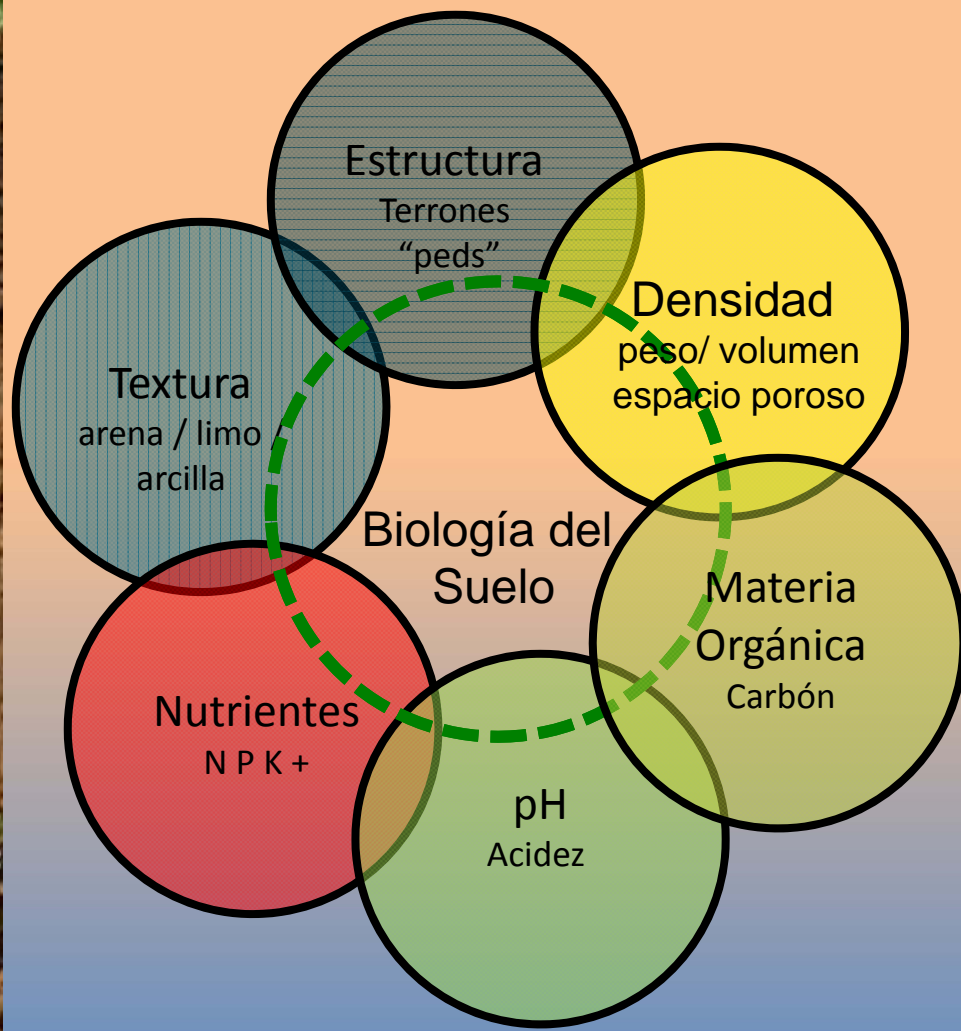 Estructura
Terrones
“peds”
Densidad
peso/ volumen
espacio poroso
Textura
arena / limo /
arcilla
Biología del
Suelo
Materia
Orgánica
Carbón
Nutrientes
N P K +
pH
Acidez